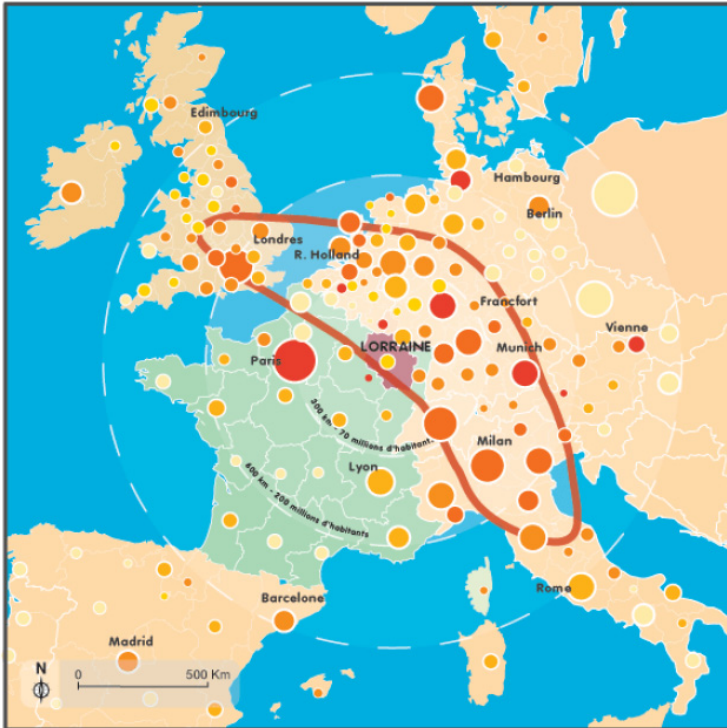 Edimbourg
Hambourg
Berlin
Londres
R. Holland
Francfort
Vienne
LORRAINE
Munich
Paris
300 km - 70 millions d'habitants
Milan
Lyon
600 km - 200 millions d'habitants
Rome
Barcelone
Madrid
N
0 500 Km